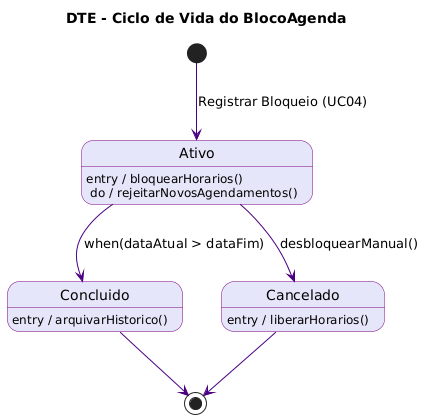 DTE - Ciclo de Vida do BlocoAgenda
Registrar Bloqueio (UC04)
Ativo
entry / bloquearHorarios()
do / rejeitarNovosAgendamentos()
when(dataAtual > dataFim)
desbloquearManual()
Concluido
entry / arquivarHistorico()
Cancelado
entry / liberarHorarios()